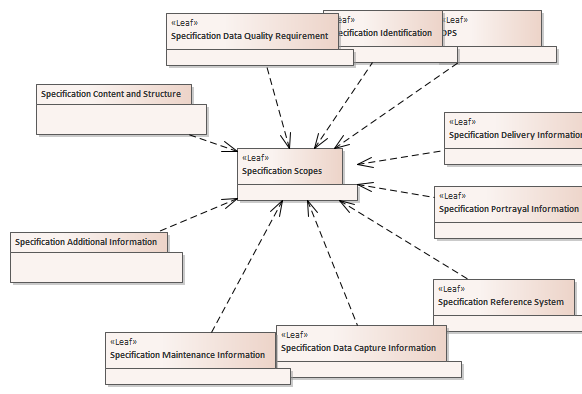 «Leaf»
Specification Data Quality Requirement
eaf»
ecification Identification
«Leaf»
DPS
Specification Content and Structure
«Leaf»
Specification Delivery Information
«Leaf»
Specification Scopes
«Leaf»
Specification Portrayal Information
Specification Additional Information
«Leaf»
Specification Reference System
«Leaf»
Specification Maintenance Information
«Leaf»
Specification Data Capture Information